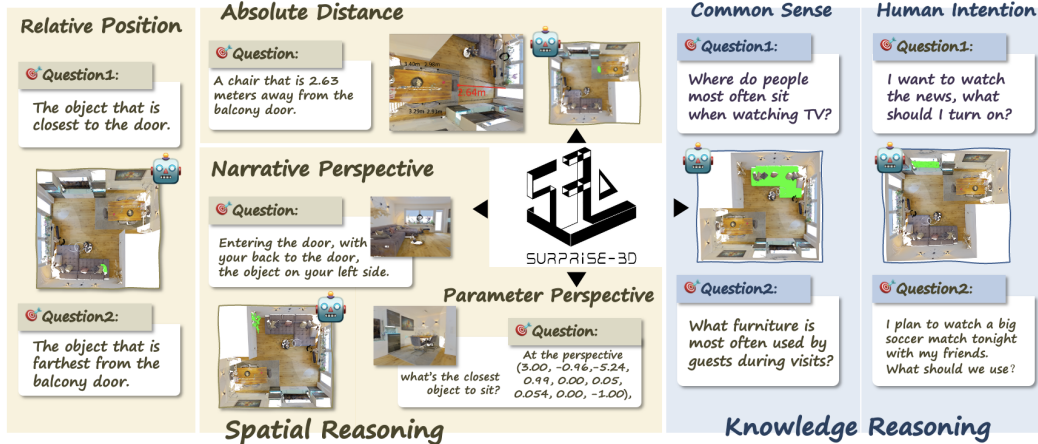 Relative Position
Question1:
The object that is
closest to the door.
Question2:
The object that is
farthest from the
balcony door.
Absolute Distance
Question:
A chair that is 2.63
meters away from the
balcony door.
2.64m
Narrative Perspective
Question:
Entering the door, with
your back to the door,
the object on your left side.
SURPRISE-3D
Parameter Perspective
what's the closest
object to sit?
Question:
At the perspective
(3.00, -0.96,-5.24,
0.99, 0.00, 0.05,
0.054, 0.00, -1.00),
Spatial Reasoning
Common Sense
Question1:
Where do people
most often sit
when watching TV?
Question2:
What furniture is
most often used by
guests during visits?
Human Intention
Question1:
I want to watch
the news, what
should I turn on?
Question2:
I plan to watch a big
soccer match tonight
with my friends.
What should we use?
Knowledge Reasoning